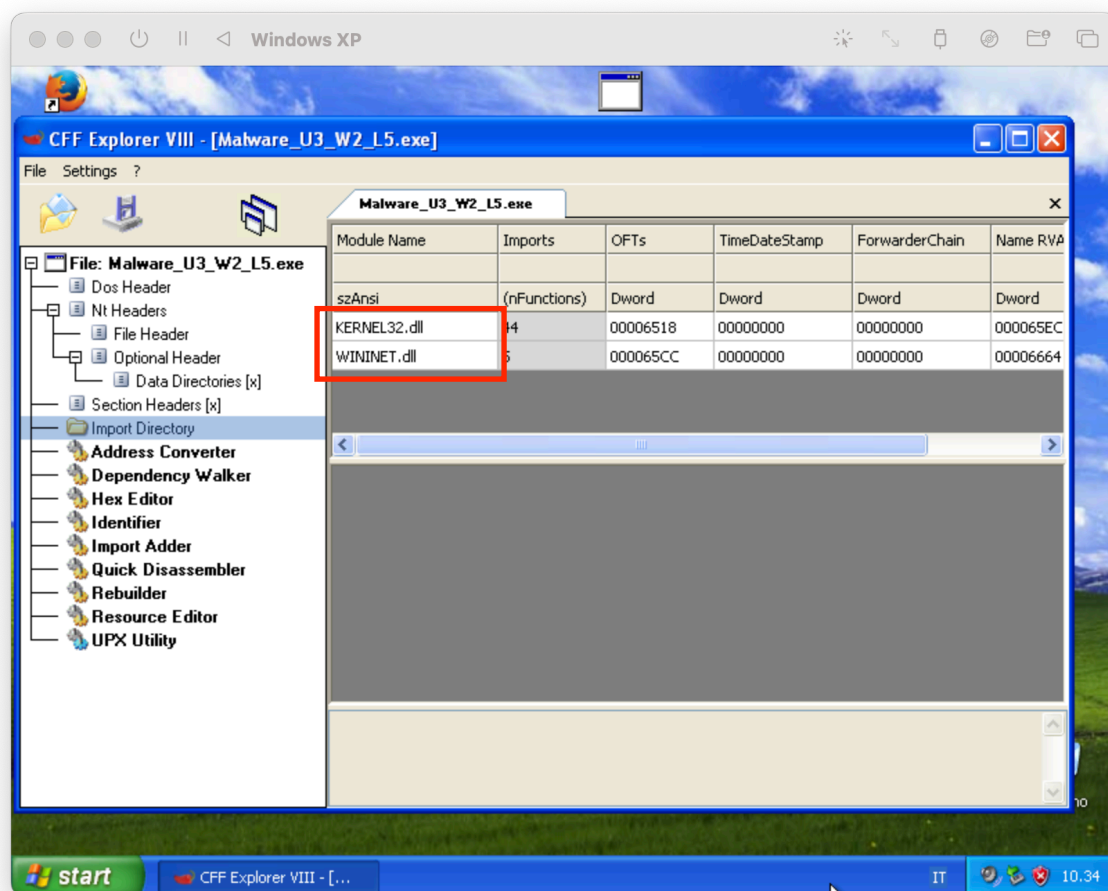 Windows XP
CFF Explorer VIII - [Malware_U3_W2_L5.exe]
File Settings ?
Malware_U3_W2_L5.exe
Module Name Imports OFTs TimeDateStamp ForwarderChain Name RVA
szAnsi (nFunctions) Dword Dword Dword Dword
KERNEL32.dll 44 00006518 00000000 00000000 000065EC
WININET.dll 5 000065CC 00000000 00000000 00006664
File: Malware_U3_W2_L5.exe
Dos Header
Nt Headers
File Header
Optional Header
Data Directories [x]
Section Headers [x]
Import Directory
Address Converter
Dependency Walker
Hex Editor
Identifier
Import Adder
Quick Disassembler
Rebuilder
Resource Editor
UPX Utility
no
start
CFF Explorer VIII - [...
IT
10.34